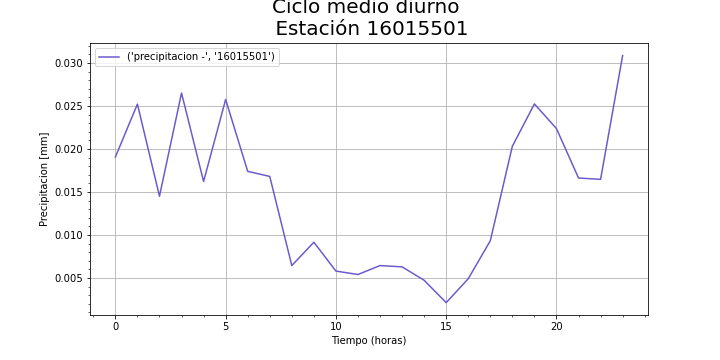 Ciclo medio diurno
Estación 16015501
('precipitacion -', '16015501')
Precipitacion [mm]
0.030
0.025
0.020
0.015
0.010
0.005
0 5 10 15 20
Tiempo (horas)